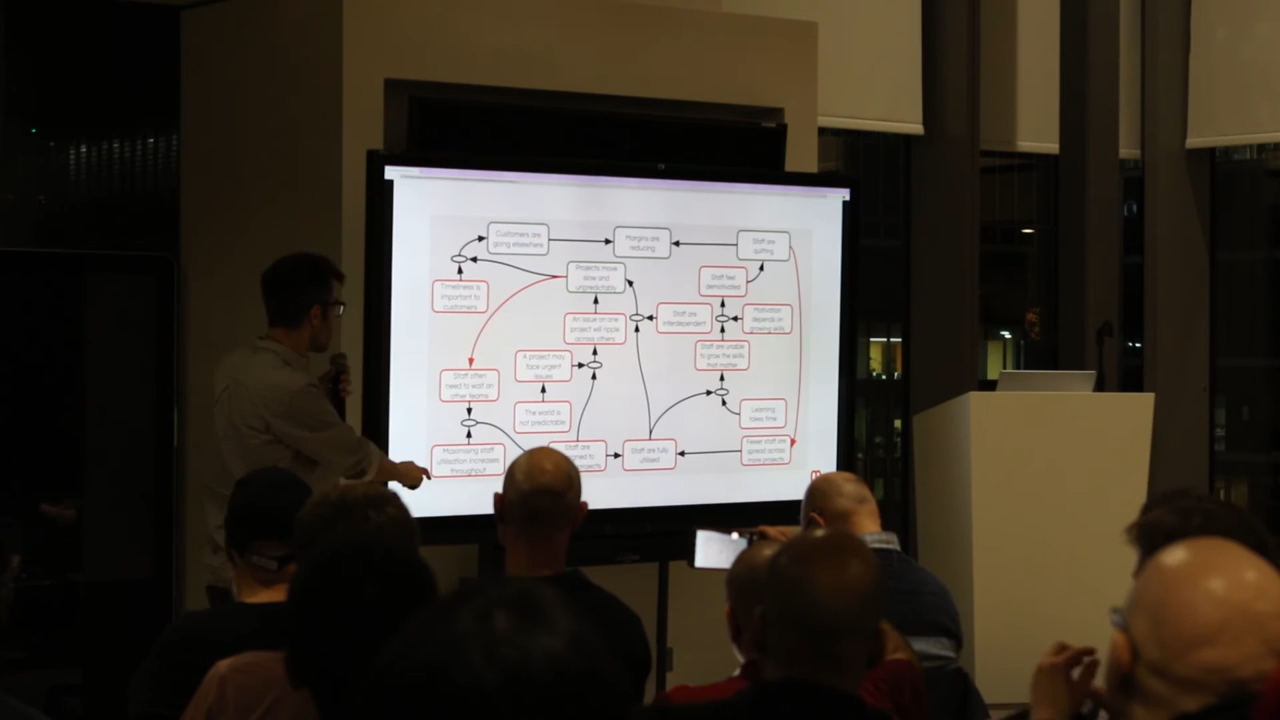 Customers are
going elsewhere
Margins are
reducing
Staff are
quitting
Timeliness is
important to
customers
Projects move
slow and
unpredictable
Staff feel
demotivated
An issue on one
project will ripple
across others
Staff are
interdependent
Motivation
depends on
growing skills
Staff often
need to wait on
other teams
A project may
face urgent
issues
Staff are unable
to grow the skills
that matter
The world is
not predictable
Learning
takes time
Maximising staff
utilisation increases
throughput
Staff are
projects
Staff are fully
utilised
Fewer staff are
spread across
more projects